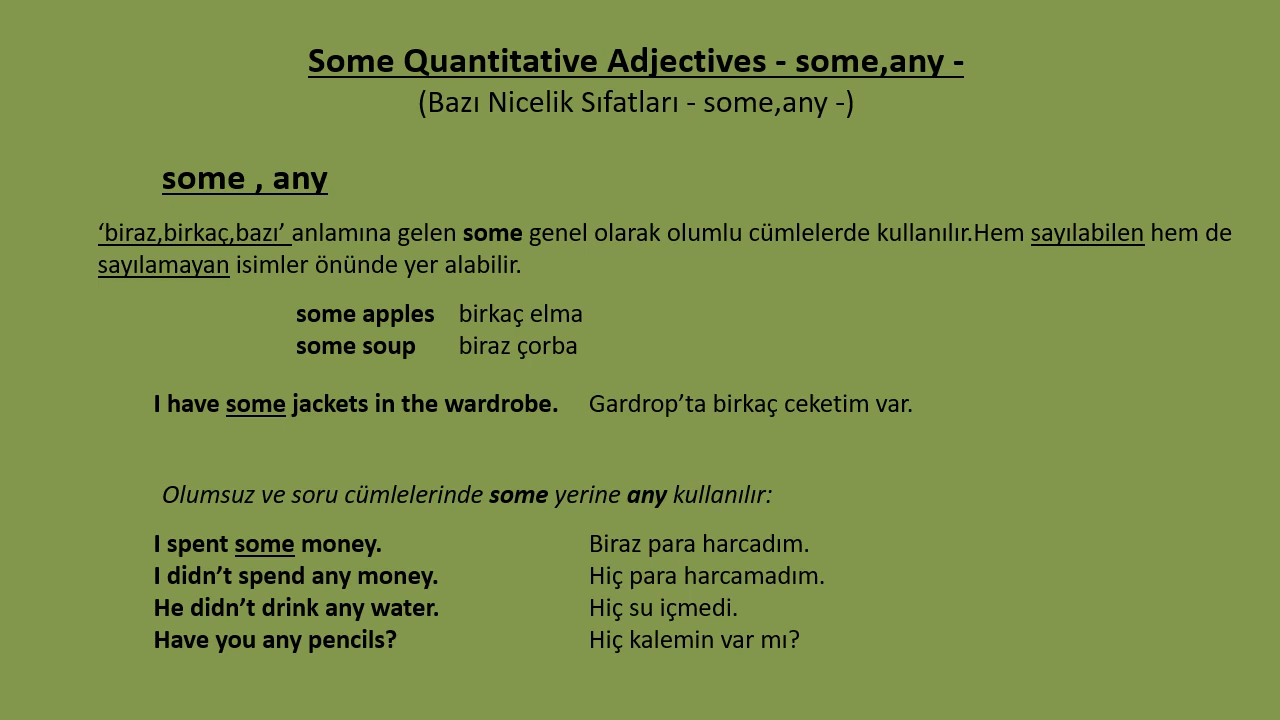 Some Quantitative Adjectives - some,any -
(Bazı Nicelik Sıfatları - some,any -)
some , any
‘biraz,birkaç,bazı’ anlamına gelen some genel olarak olumlu cümlelerde kullanılır.Hem sayılabilen hem de
sayılamayan isimler önünde yer alabilir.
some apples birkaç elma
some soup biraz çorba
I have some jackets in the wardrobe. Gardrop’ta birkaç ceketim var.
Olumsuz ve soru cümlelerinde some yerine any kullanılır:
I spent some money. Biraz para harcadım.
I didn’t spend any money. Hiç para harcamadım.
He didn’t drink any water. Hiç su içmedi.
Have you any pencils? Hiç kalemin var mı?